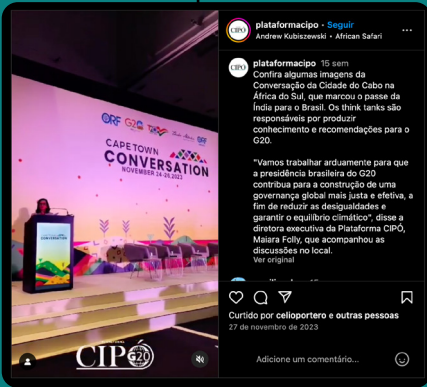 ORF
G20
CAPE TOWN
CONVERSATION
NOVEMBER 24-26, 2023
CONVERSATION
CIPÓ
G20
plataformacipo • Seguir
Andrew Kubiszewski • African Safari
CIPÓ
plataformacipo 15 sem
Confira algumas imagens da
Conversação da Cidade do Cabo na
África do Sul, que marcou o passe da
Índia para o Brasil. Os think tanks são
responsáveis por produzir
conhecimento e recomendações para o
G20.
"Vamos trabalhar arduamente para que
a presidência brasileira do G20
contribua para a construção de uma
governança global mais justa e efetiva, a
fim de reduzir as desigualdades e
garantir o equilíbrio climático", disse a
diretora executiva da Plataforma CIPÓ,
Maiara Folly, que acompanhou as
discussões no local.
Ver original
Curtido por celioportero e outras pessoas
27 de novembro de 2023
Adicione um comentário...